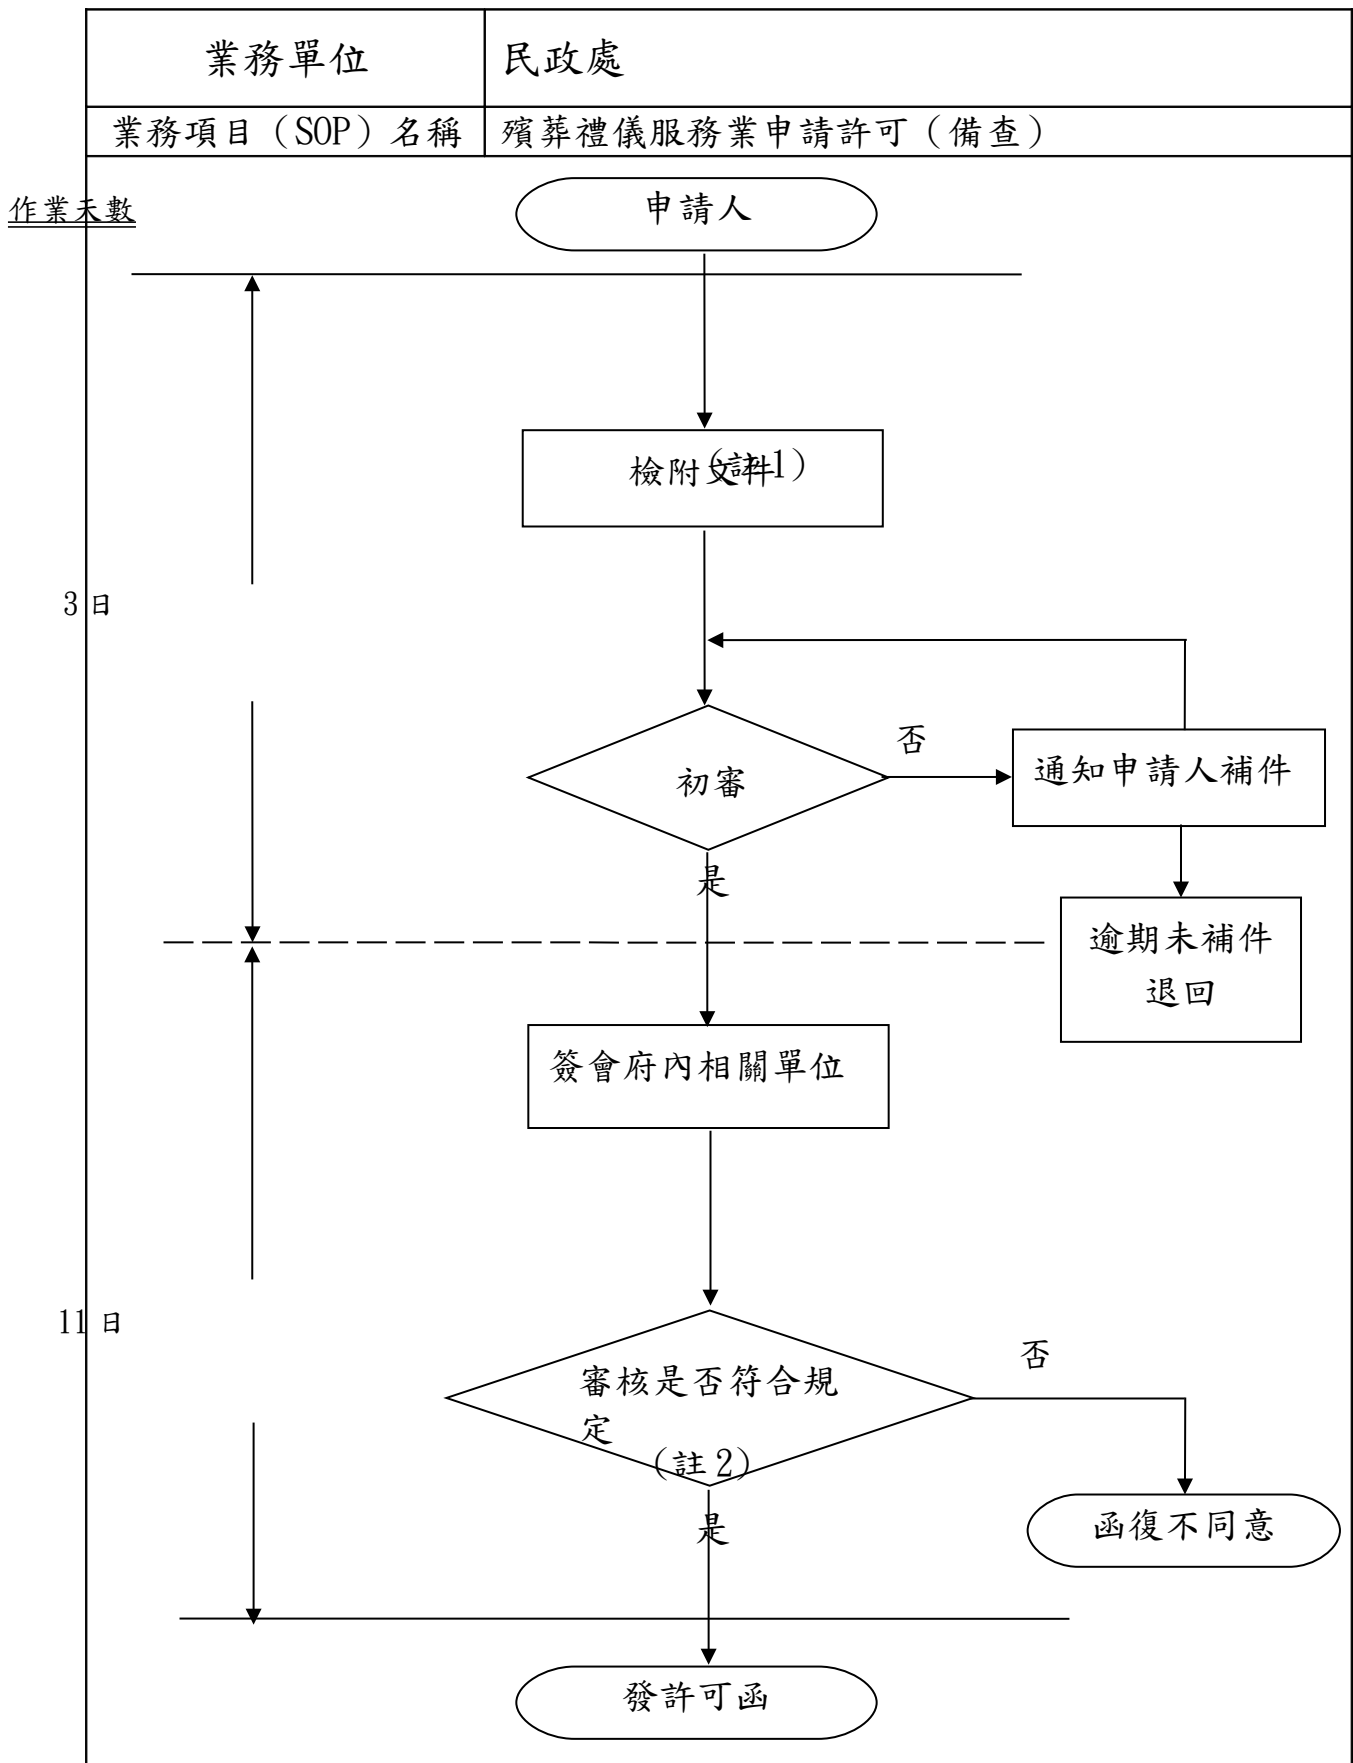 業務單位
民政處
業務項目（SOP）名稱
殯葬禮儀服務業申請許可（備查）
作業天數
申請人
檢附文件
(註1)
3日
初審
否
通知申請人補件
是
逾期未補件
退回
簽會府內相關單位
11日
審核是否符合規
定
(註2)
否
是
函復不同意
發許可函